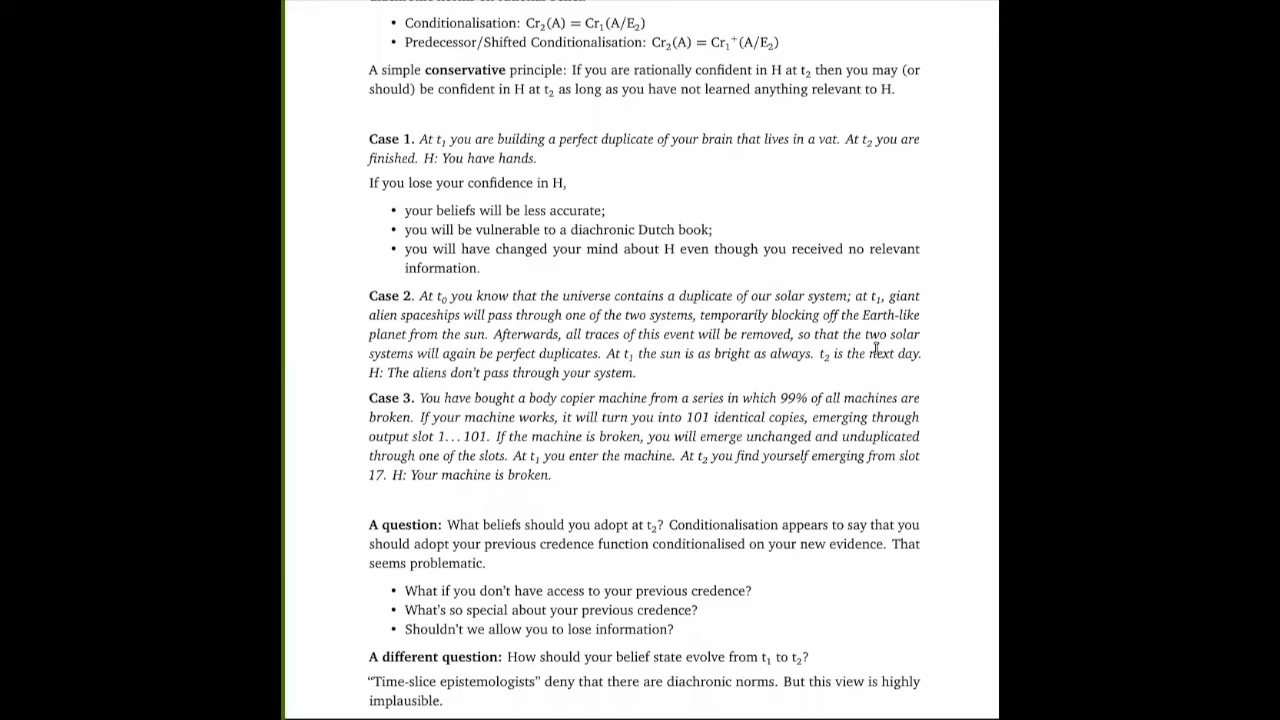 • Conditionalisation: Cr₂(A) = Cr₁(A/E₂)
• Predecessor/Shifted Conditionalisation: Cr₂(A) = Cr₁⁺(A/E₂)
A simple conservative principle: If you are rationally confident in H at t₂ then you may (or
should) be confident in H at t₂ as long as you have not learned anything relevant to H.
Case 1. At t₁ you are building a perfect duplicate of your brain that lives in a vat. At t₂ you are
finished. H: You have hands.
If you lose your confidence in H,
• your beliefs will be less accurate;
• you will be vulnerable to a diachronic Dutch book;
• you will have changed your mind about H even though you received no relevant
information.
Case 2. At t₀ you know that the universe contains a duplicate of our solar system; at t₁, giant
alien spaceships will pass through one of the two systems, temporarily blocking off the Earth-like
planet from the sun. Afterwards, all traces of this event will be removed, so that the two solar
systems will again be perfect duplicates. At t₁ the sun is as bright as always. t₂ is the next day.
H: The aliens don't pass through your system.
Case 3. You have bought a body copier machine from a series in which 99% of all machines are
broken. If your machine works, it will turn you into 101 identical copies, emerging through
output slot 1...101. If the machine is broken, you will emerge unchanged and unduplicated
through one of the slots. At t₁ you enter the machine. At t₂ you find yourself emerging from slot
17. H: Your machine is broken.
A question: What beliefs should you adopt at t₂? Conditionalisation appears to say that you
should adopt your previous credence function conditionalised on your new evidence. That
seems problematic.
• What if you don't have access to your previous credence?
• What's so special about your previous credence?
• Shouldn't we allow you to lose information?
A different question: How should your belief state evolve from t₁ to t₂?
"Time-slice epistemologists" deny that there are diachronic norms. But this view is highly
implausible.